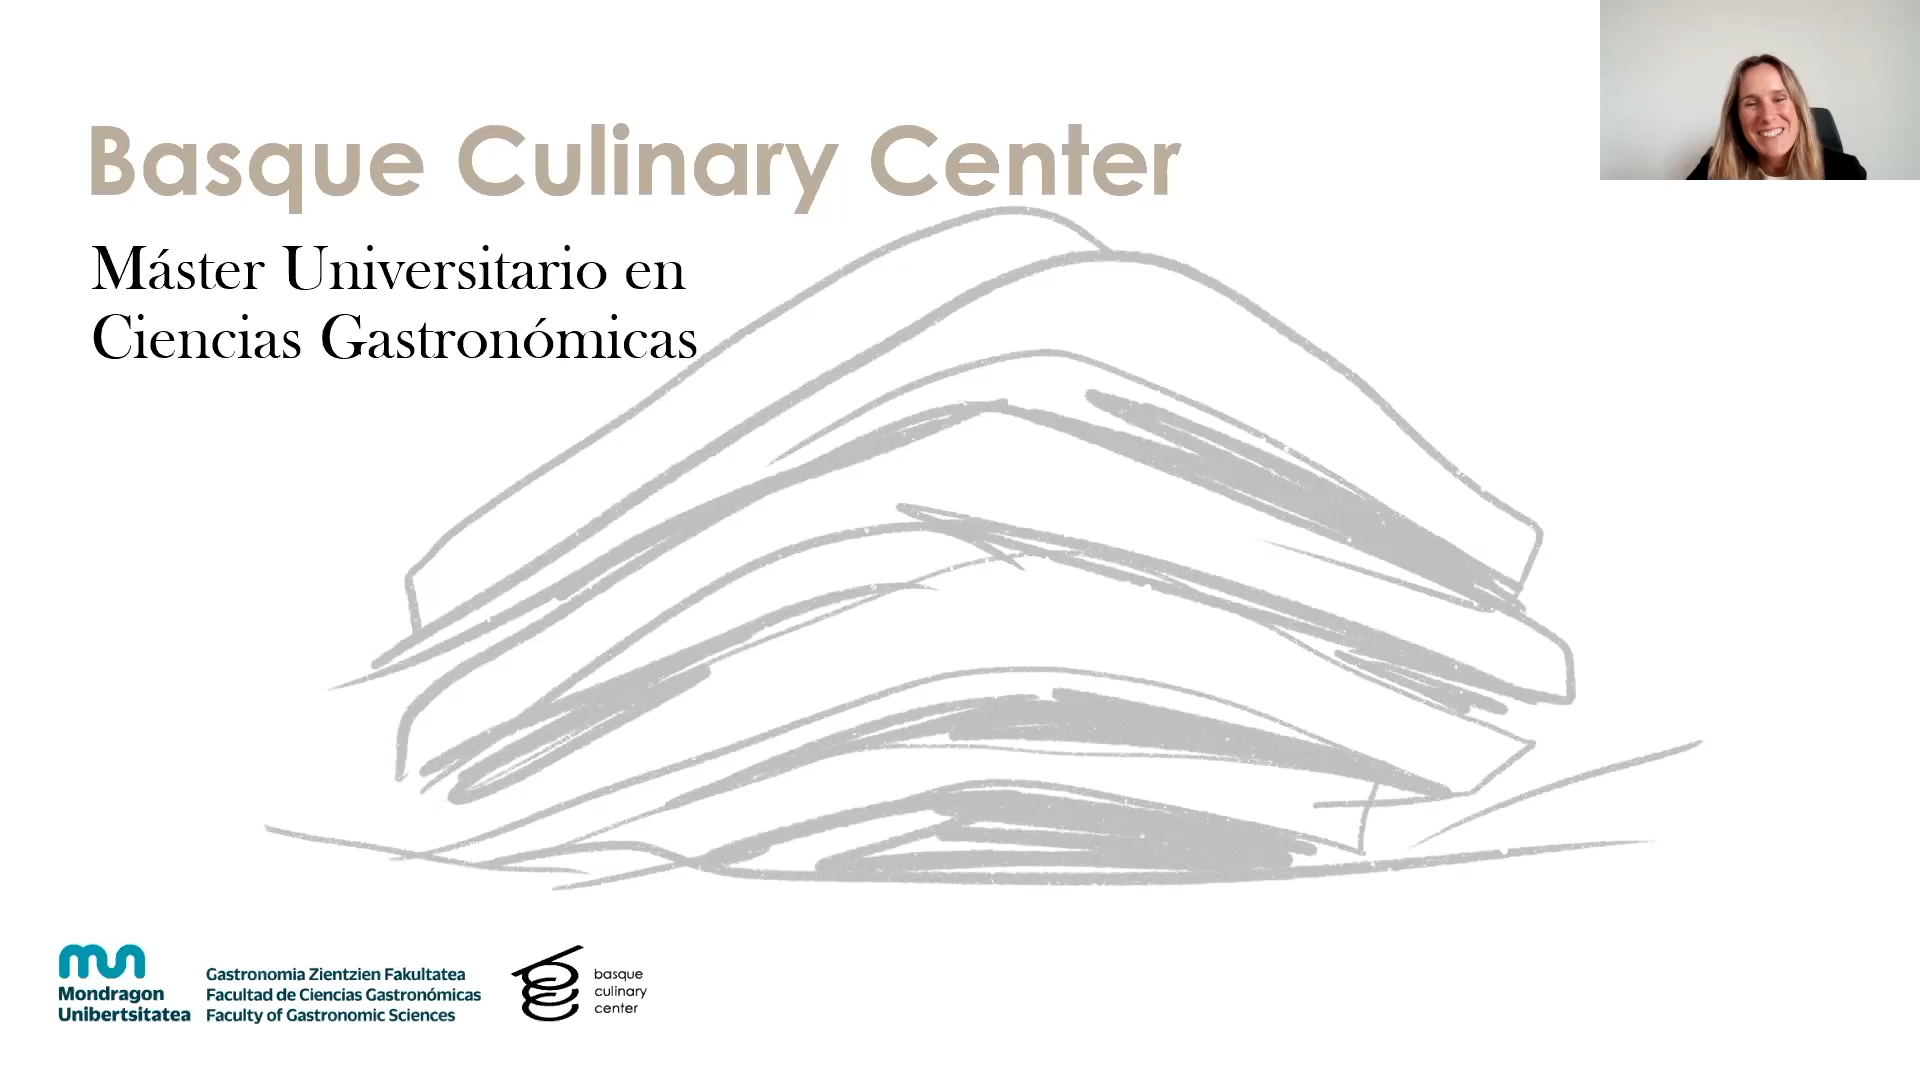 Basque Culinary Center
Máster Universitario en
Ciencias Gastronómicas
Mondragon
Unibertsitatea
Gastronomia Zientzien Fakultatea
Facultad de Ciencias Gastronómicas
Faculty of Gastronomic Sciences
basque
culinary
center